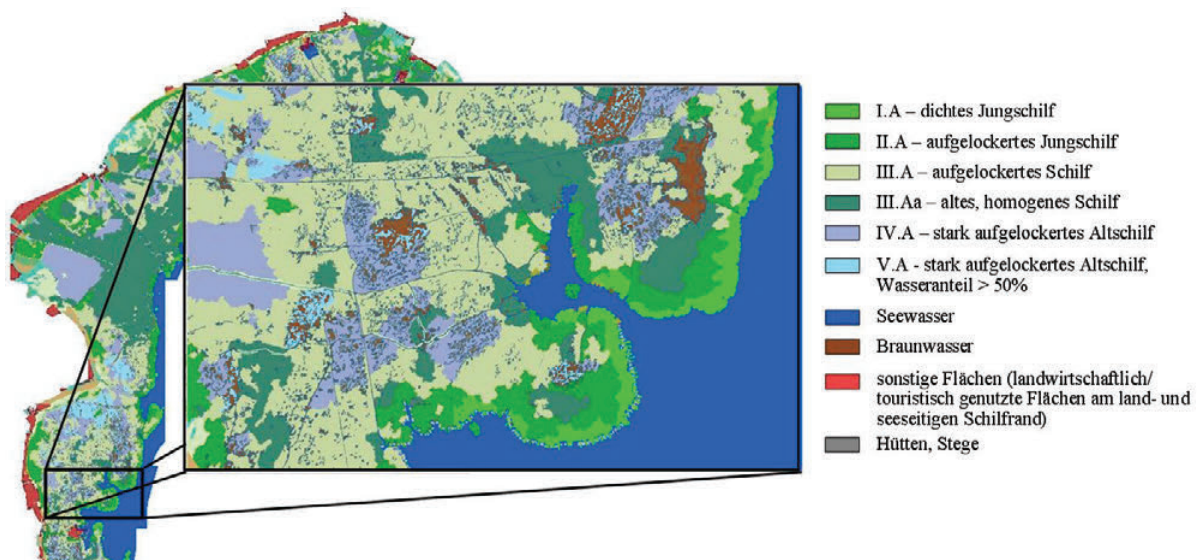 I.A – dichtes Jungschilf
II.A – aufgelockertes Jungschilf
III.A – aufgelockertes Schilf
III.Aa – altes, homogenes Schilf
IV.A – stark aufgelockertes Altschilf
V.A - stark aufgelockertes Altschilf,
Wasseranteil > 50%
Seewasser
Braunwasser
sonstige Flächen (landwirtschaftlich/
touristisch genutzte Flächen am land- und
seeseitigen Schilfrand)
Hütten, Stege